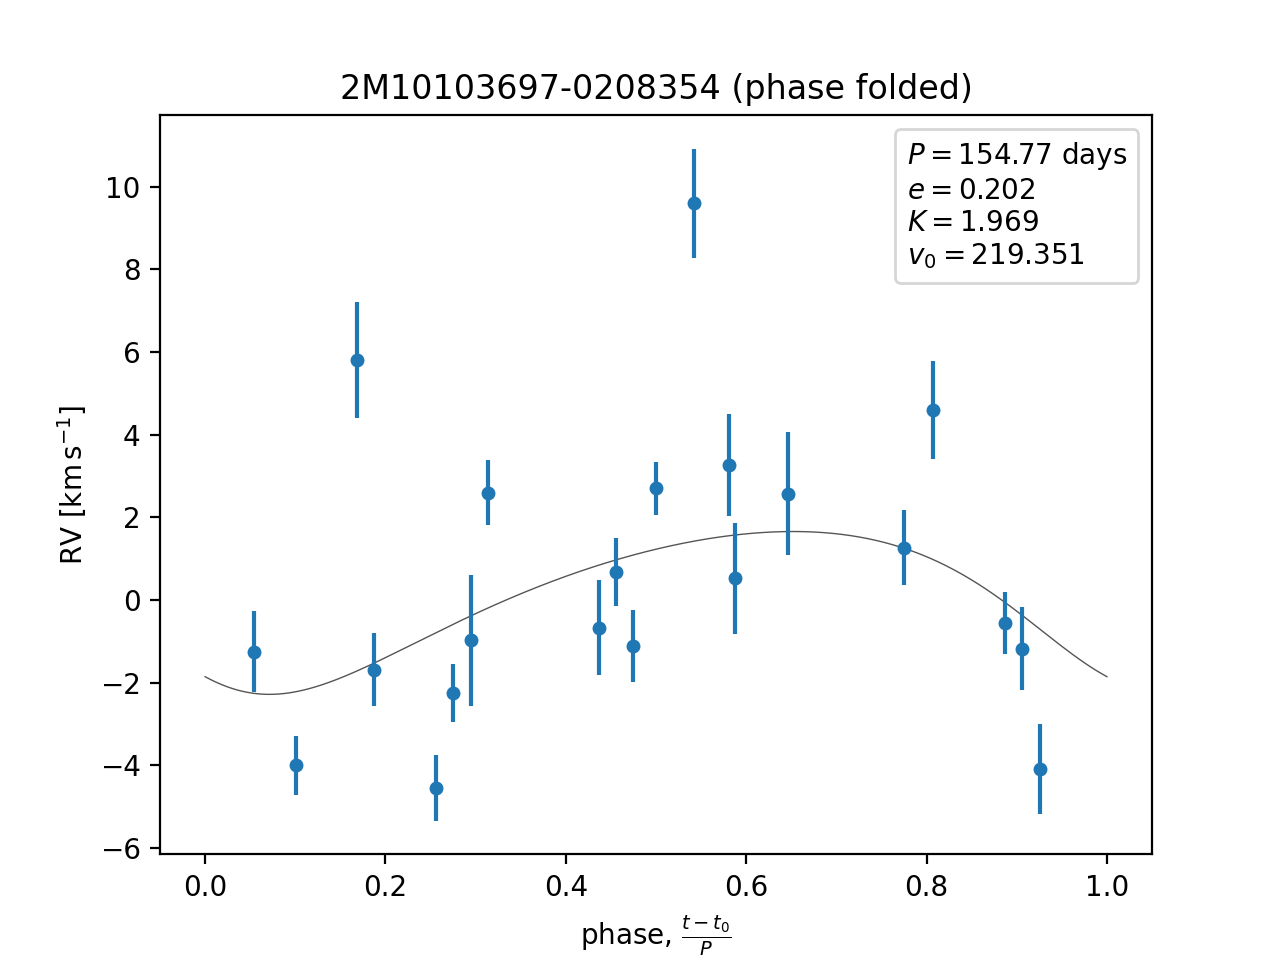 2M10103697-0208354 (phase folded)
P = 154.77 days
e = 0.202
K = 1.969
v₀ = 219.351
10
8
6
4
2
0
−2
−4
−6
RV [km s⁻¹]
0.0 0.2 0.4 0.6 0.8 1.0
phase, (t − t₀)/P